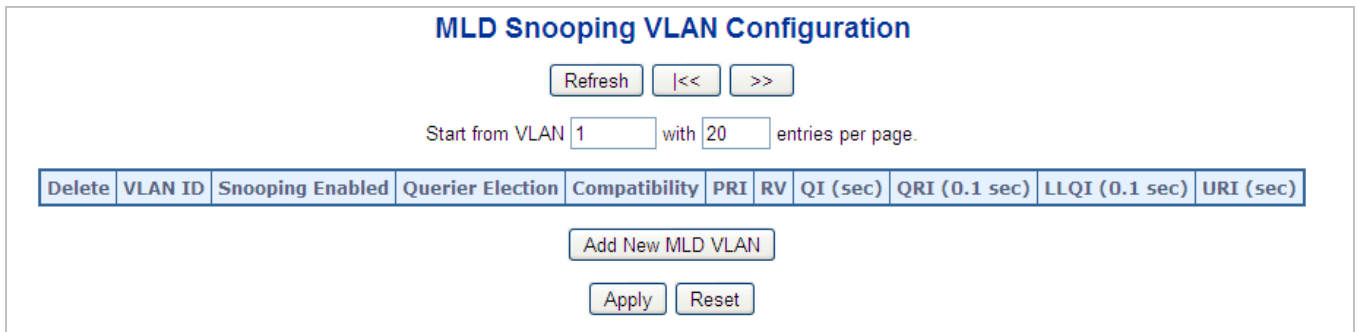 MLD Snooping VLAN Configuration
Refresh |<< >>
Start from VLAN 1 with 20 entries per page.
Delete VLAN ID Snooping Enabled Querier Election Compatibility PRI RV QI (sec) QRI (0.1 sec) LLQI (0.1 sec) URI (sec)
Add New MLD VLAN
Apply Reset